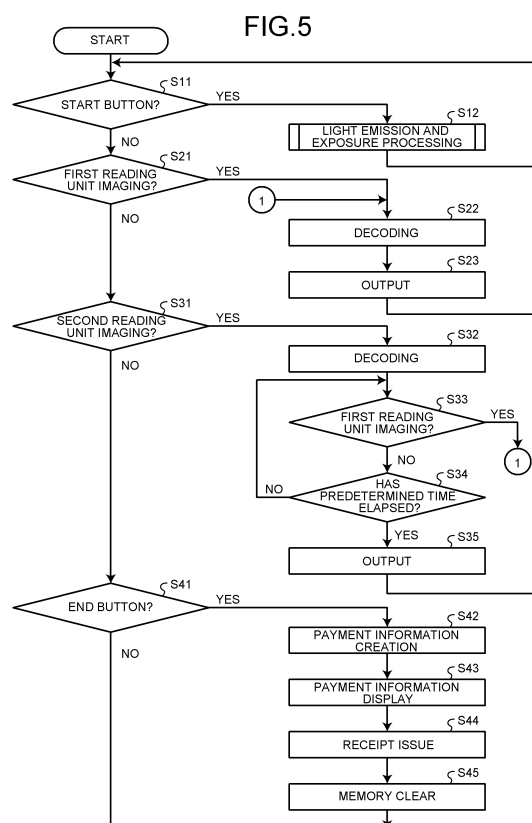 FIG.5
START
S11
START BUTTON?
YES
NO
S12
LIGHT EMISSION AND
EXPOSURE PROCESSING
S21
FIRST READING
UNIT IMAGING?
YES
NO
1
S22
DECODING
S23
OUTPUT
S31
SECOND READING
UNIT IMAGING?
YES
NO
S32
DECODING
S33
FIRST READING
UNIT IMAGING?
YES
NO
1
S34
HAS
PREDETERMINED TIME
ELAPSED?
NO
YES
S35
OUTPUT
S41
END BUTTON?
YES
NO
S42
PAYMENT INFORMATION
CREATION
S43
PAYMENT INFORMATION
DISPLAY
S44
RECEIPT ISSUE
S45
MEMORY CLEAR